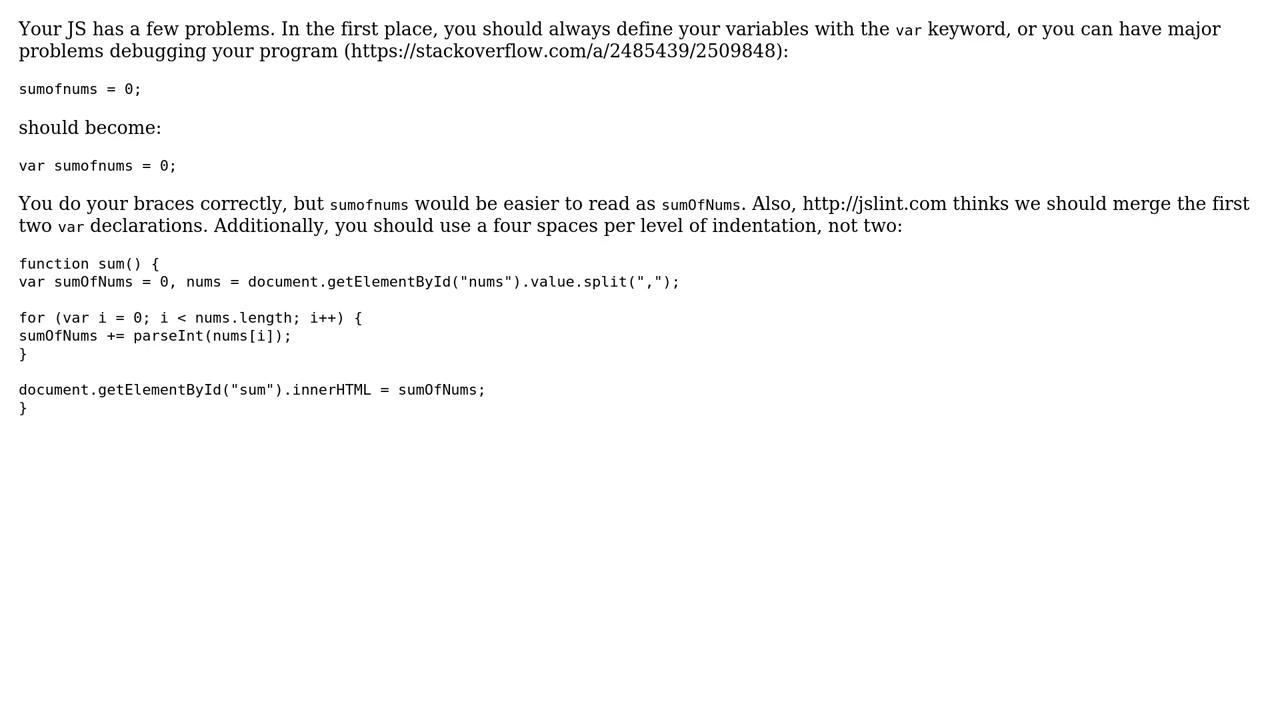 Your JS has a few problems. In the first place, you should always define your variables with the var keyword, or you can have major
problems debugging your program (https://stackoverflow.com/a/2485439/2509848):
sumofnums = 0;
should become:
var sumofnums = 0;
You do your braces correctly, but sumofnums would be easier to read as sumOfNums. Also, http://jslint.com thinks we should merge the first
two var declarations. Additionally, you should use a four spaces per level of indentation, not two:
function sum() {
var sumOfNums = 0, nums = document.getElementById("nums").value.split(",");
for (var i = 0; i < nums.length; i++) {
sumOfNums += parseInt(nums[i]);
}
document.getElementById("sum").innerHTML = sumOfNums;
}